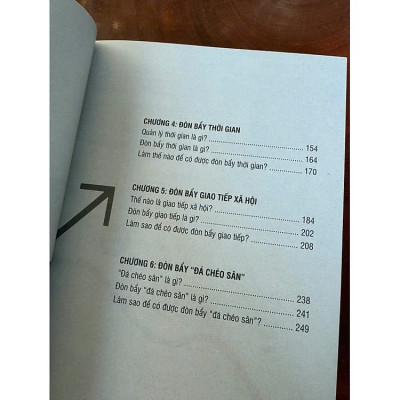 CHƯƠNG 4: ĐÒN BẨY THỜI GIAN
Quản lý thời gian là gì? 154
Đòn bẩy thời gian là gì? 164
Làm thế nào để có được đòn bẩy thời gian? 170
CHƯƠNG 5: ĐÒN BẨY GIAO TIẾP XÃ HỘI
Thế nào là giao tiếp xã hội? 184
Đòn bẩy giao tiếp là gì? 202
Làm sao để có được đòn bẩy giao tiếp? 208
CHƯƠNG 6: ĐÒN BẨY "ĐÁ CHÉO SÂN"
"Đá chéo sân" là gì? 238
Đòn bẩy "đá chéo sân" là gì? 241
Làm sao để có được đòn bẩy "đá chéo sân"? 249